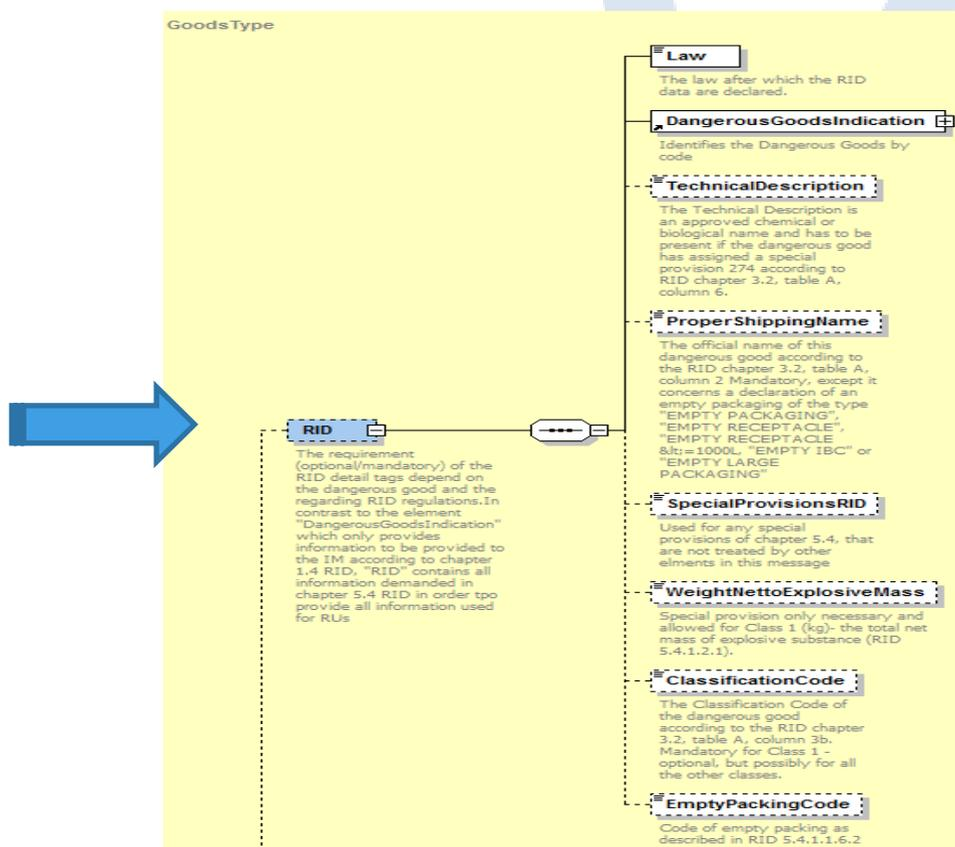 GoodsType
Law
The law after which the RID
data are declared.
DangerousGoodsIndication
Identifies the Dangerous Goods by
code
TechnicalDescription
The Technical Description is
an approved chemical or
biological name and has to be
present if the dangerous good
has assigned a special
provision 274 according to
RID chapter 3.2, table A,
column 6.
ProperShippingName
The official name of this
dangerous good according to
the RID chapter 3.2, table A,
column 2 Mandatory, except it
concerns a declaration of an
empty packaging of the type
"EMPTY PACKAGING",
"EMPTY RECEPTACLE",
"EMPTY RECEPTACLE
&lt;=1000L, "EMPTY IBC" or
"EMPTY LARGE
PACKAGING"
RID
The requirement
(optional/mandatory) of the
RID detail tags depend on
the dangerous good and the
regarding RID regulations.In
contrast to the element
"DangerousGoodsIndication"
which only provides
information to be provided to
the IM according to chapter
1.4 RID, "RID" contains all
information demanded in
chapter 5.4 RID in order tpo
provide all information used
for RUs
SpecialProvisionsRID
Used for any special
provisions of chapter 5.4, that
are not treated by other
elments in this message
WeightNettoExplosiveMass
Special provision only necessary and
allowed for Class 1 (kg)- the total net
mass of explosive substance (RID
5.4.1.2.1).
ClassificationCode
The Classification Code of
the dangerous good
according to the RID chapter
3.2, table A, column 3b.
Mandatory for Class 1 -
optional, but possibly for all
the other classes.
EmptyPackingCode
Code of empty packing as
described in RID 5.4.1.1.6.2